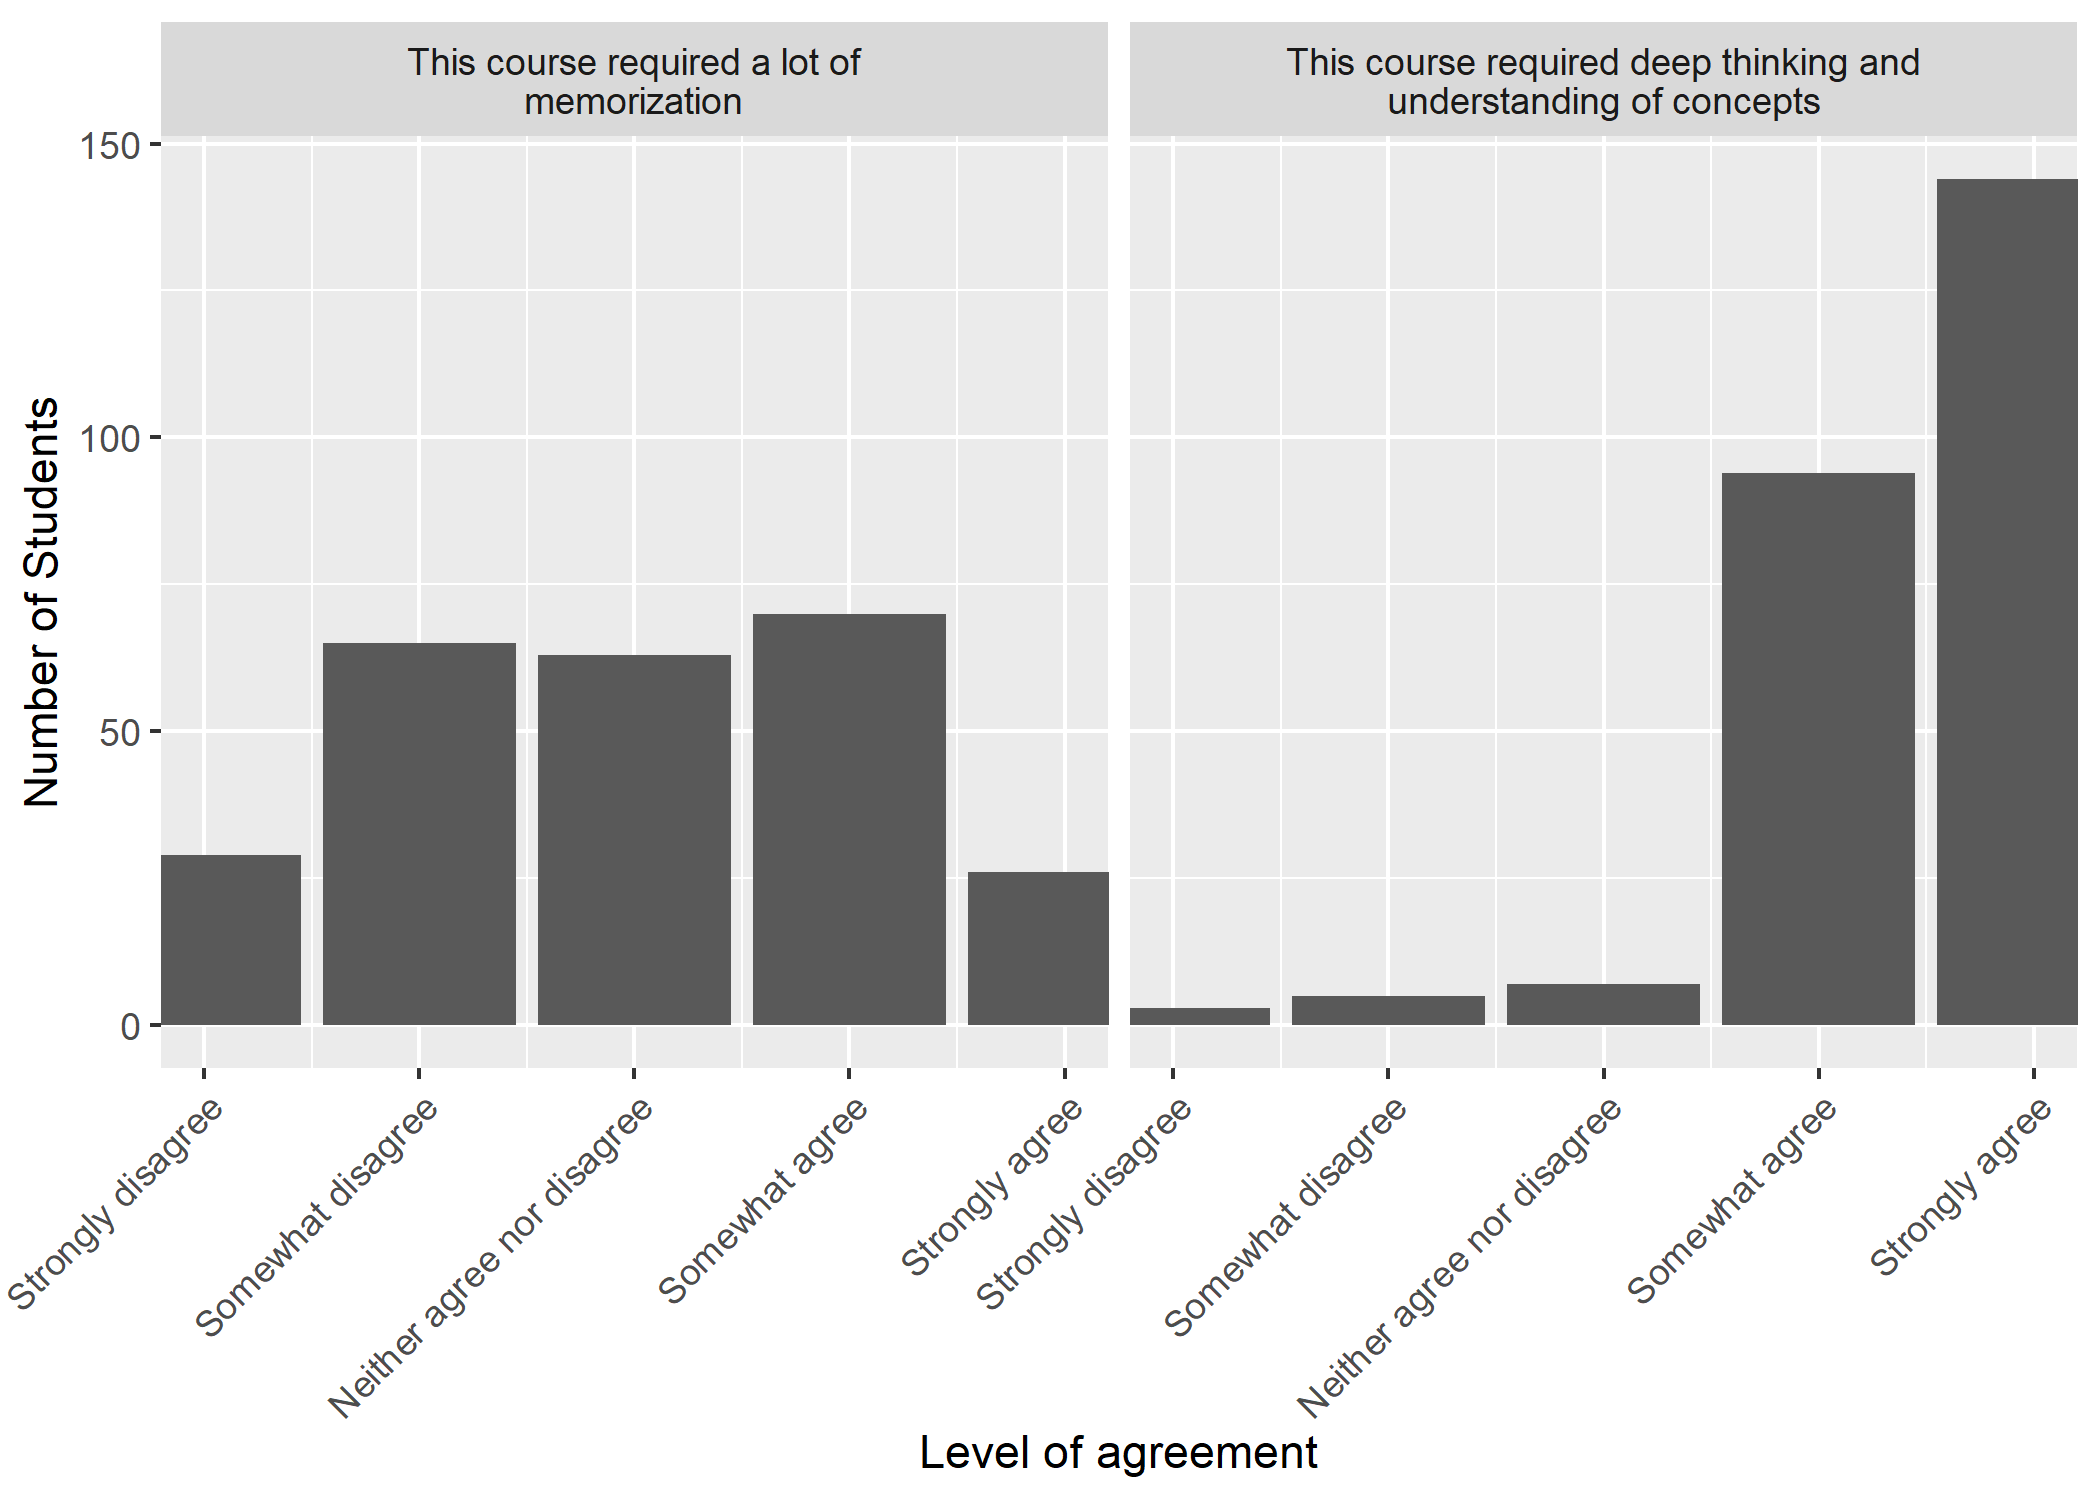 This course required a lot of
memorization
This course required deep thinking and
understanding of concepts
150
100
50
0
Number of Students
Strongly disagree
Somewhat disagree
Neither agree nor disagree
Somewhat agree
Strongly agree
Strongly disagree
Somewhat disagree
Neither agree nor disagree
Somewhat agree
Strongly agree
Level of agreement